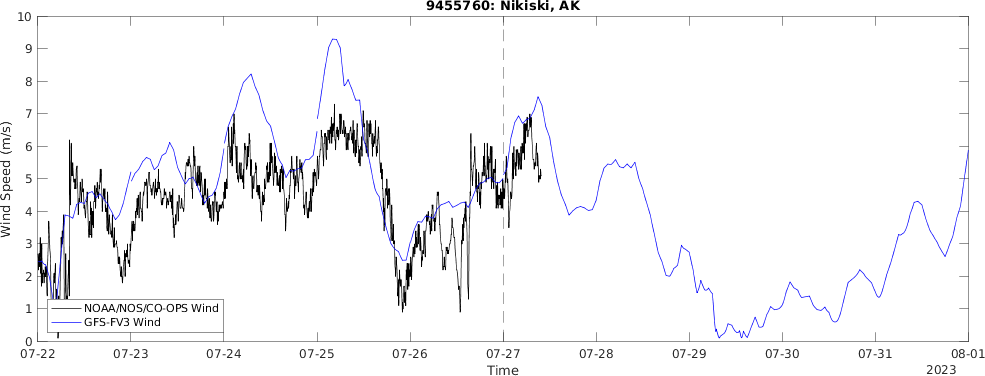 9455760: Nikiski, AK
Wind Speed (m/s)
10
9
8
7
6
5
4
3
2
1
0
NOAA/NOS/CO-OPS Wind
GFS-FV3 Wind
07-22 07-23 07-24 07-25 07-26 07-27 07-28 07-29 07-30 07-31 08-01
Time
2023